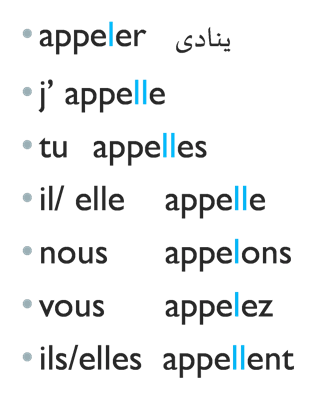 • appeler ينادى
• j’ appelle
• tu appelles
• il/ elle appelle
• nous appelons
• vous appelez
• ils/elles appellent